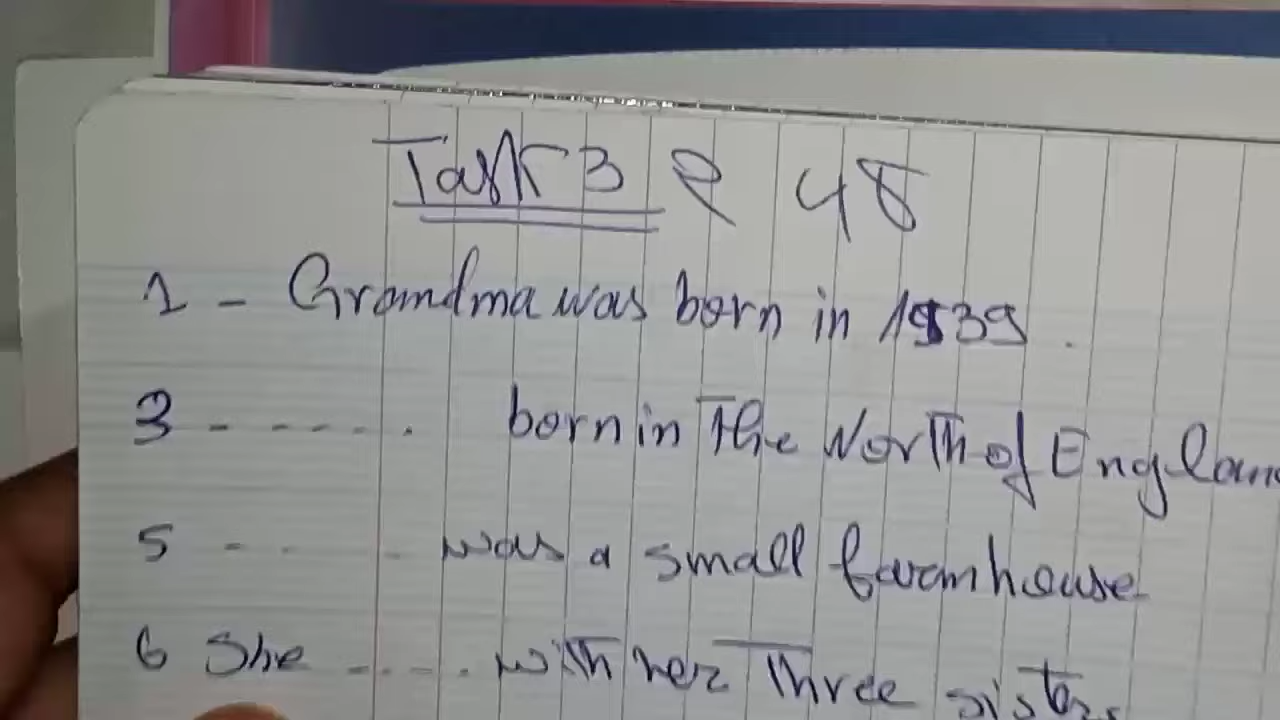 Task 3 P 48
1 - Grandma was born in 1939.
3 - - - - - . born in the North of England
5 - - - - was a small farmhouse
6 She - - - - . with her three sisters